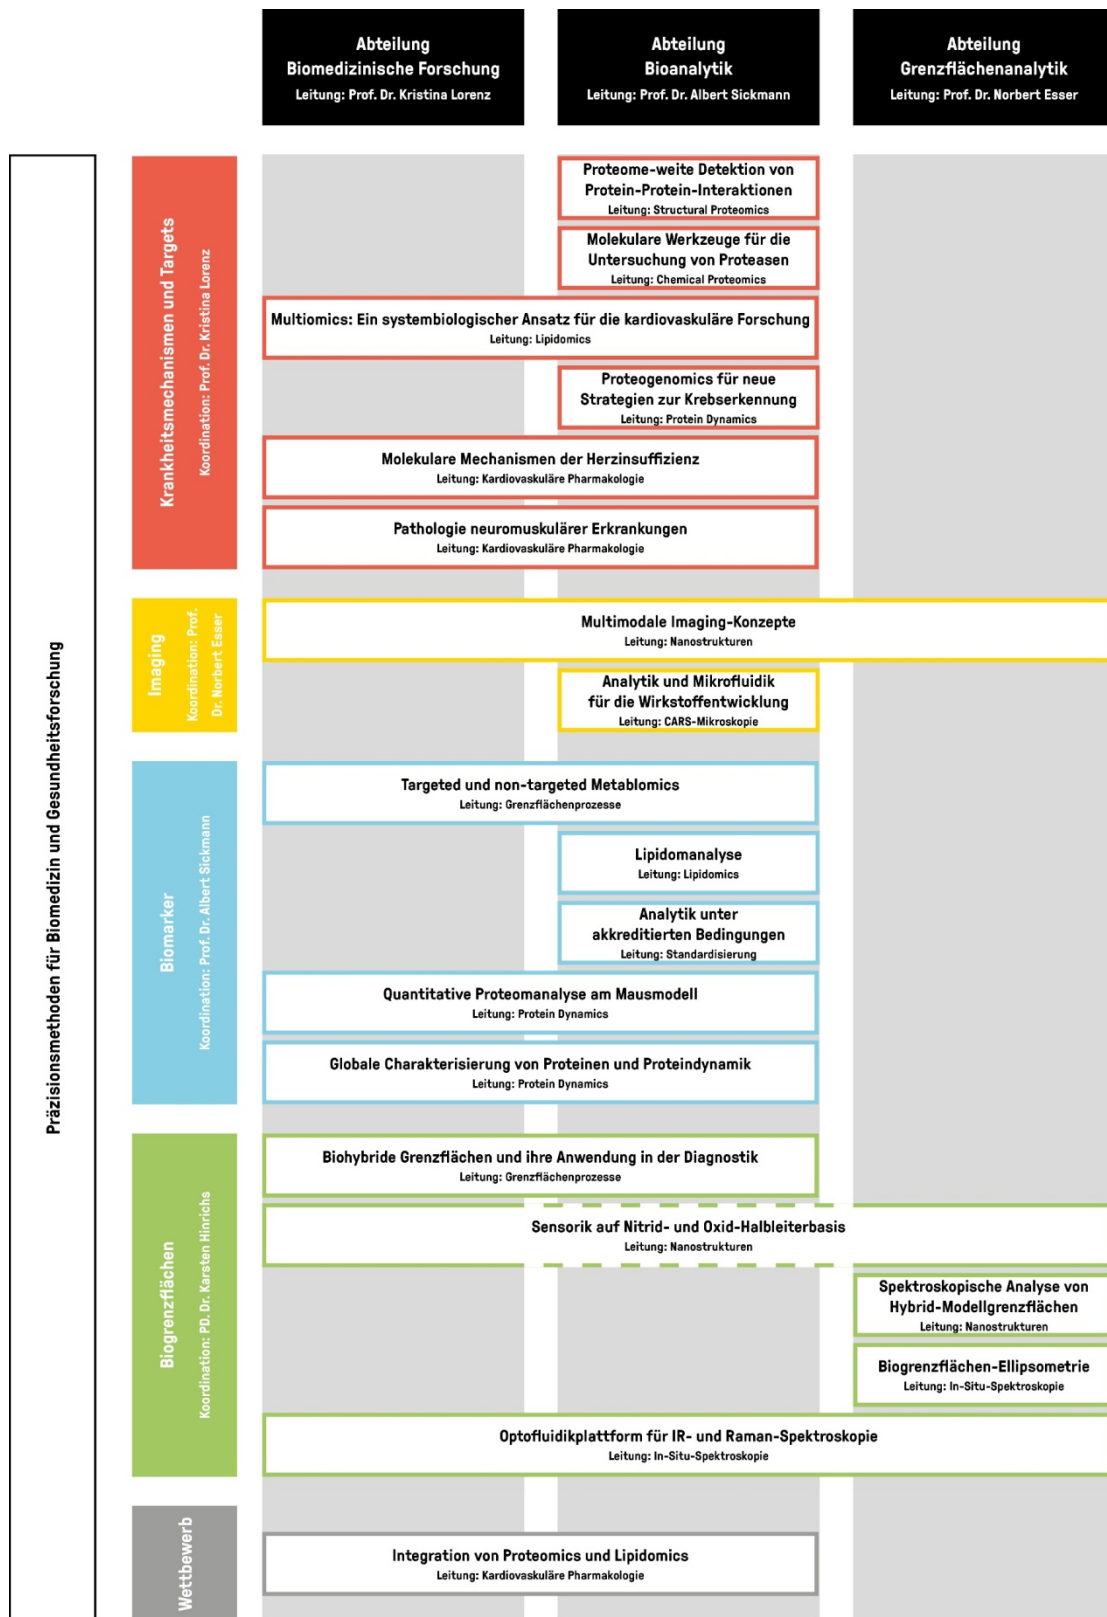 Abteilung
Biomedizinische Forschung
Leitung: Prof. Dr. Kristina Lorenz
Abteilung
Bioanalytik
Leitung: Prof. Dr. Albert Sickmann
Abteilung
Grenzflächenanalytik
Leitung: Prof. Dr. Norbert Esser
Präzisionsmethoden für Biomedizin und Gesundheitsforschung
Krankheitsmechanismen und Targets
Koordination: Prof. Dr. Kristina Lorenz
Proteome-weite Detektion von
Protein-Protein-Interaktionen
Leitung: Structural Proteomics
Molekulare Werkzeuge für die
Untersuchung von Proteasen
Leitung: Chemical Proteomics
Multiomics: Ein systembiologischer Ansatz für die kardiovaskuläre Forschung
Leitung: Lipidomics
Proteogenomics für neue
Strategien zur Krebserkennung
Leitung: Protein Dynamics
Molekulare Mechanismen der Herzinsuffizienz
Leitung: Kardiovaskuläre Pharmakologie
Pathologie neuromuskulärer Erkrankungen
Leitung: Kardiovaskuläre Pharmakologie
Imaging
Koordination: Prof.
Dr. Norbert Esser
Multimodale Imaging-Konzepte
Leitung: Nanostrukturen
Analytik und Mikrofluidik
für die Wirkstoffentwicklung
Leitung: CARS-Mikroskopie
Biomarker
Koordination: Prof. Dr. Albert Sickmann
Targeted und non-targeted Metablomics
Leitung: Grenzflächenprozesse
Lipidomanalyse
Leitung: Lipidomics
Analytik unter
akkreditierten Bedingungen
Leitung: Standardisierung
Quantitative Proteomanalyse am Mausmodell
Leitung: Protein Dynamics
Globale Charakterisierung von Proteinen und Proteindynamik
Leitung: Protein Dynamics
Biogrenzflächen
Koordination: PD. Dr. Karsten Hinrichs
Biohybride Grenzflächen und ihre Anwendung in der Diagnostik
Leitung: Grenzflächenprozesse
Sensorik auf Nitrid- und Oxid-Halbleiterbasis
Leitung: Nanostrukturen
Spektroskopische Analyse von
Hybrid-Modellgrenzflächen
Leitung: Nanostrukturen
Biogrenzflächen-Ellipsometrie
Leitung: In-Situ-Spektroskopie
Optofluidikplattform für IR- und Raman-Spektroskopie
Leitung: In-Situ-Spektroskopie
Wettbewerb
Integration von Proteomics und Lipidomics
Leitung: Kardiovaskuläre Pharmakologie